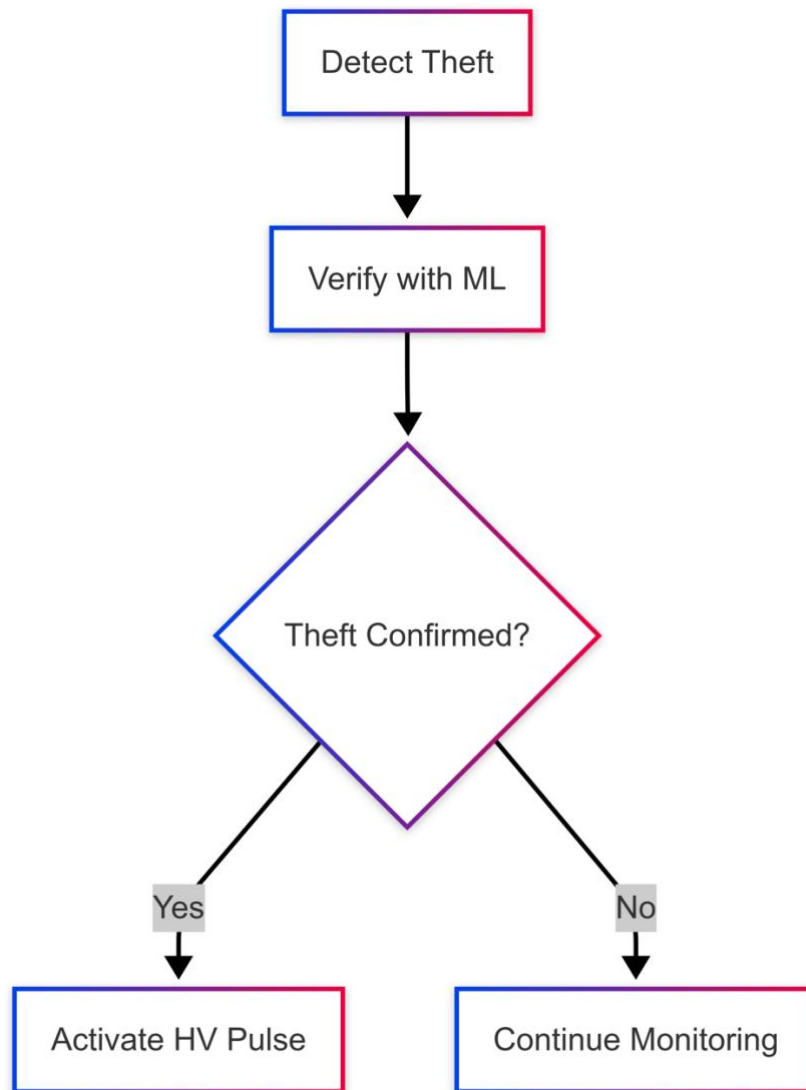 Detect Theft
Verify with ML
Theft Confirmed?
Yes
No
Activate HV Pulse
Continue Monitoring